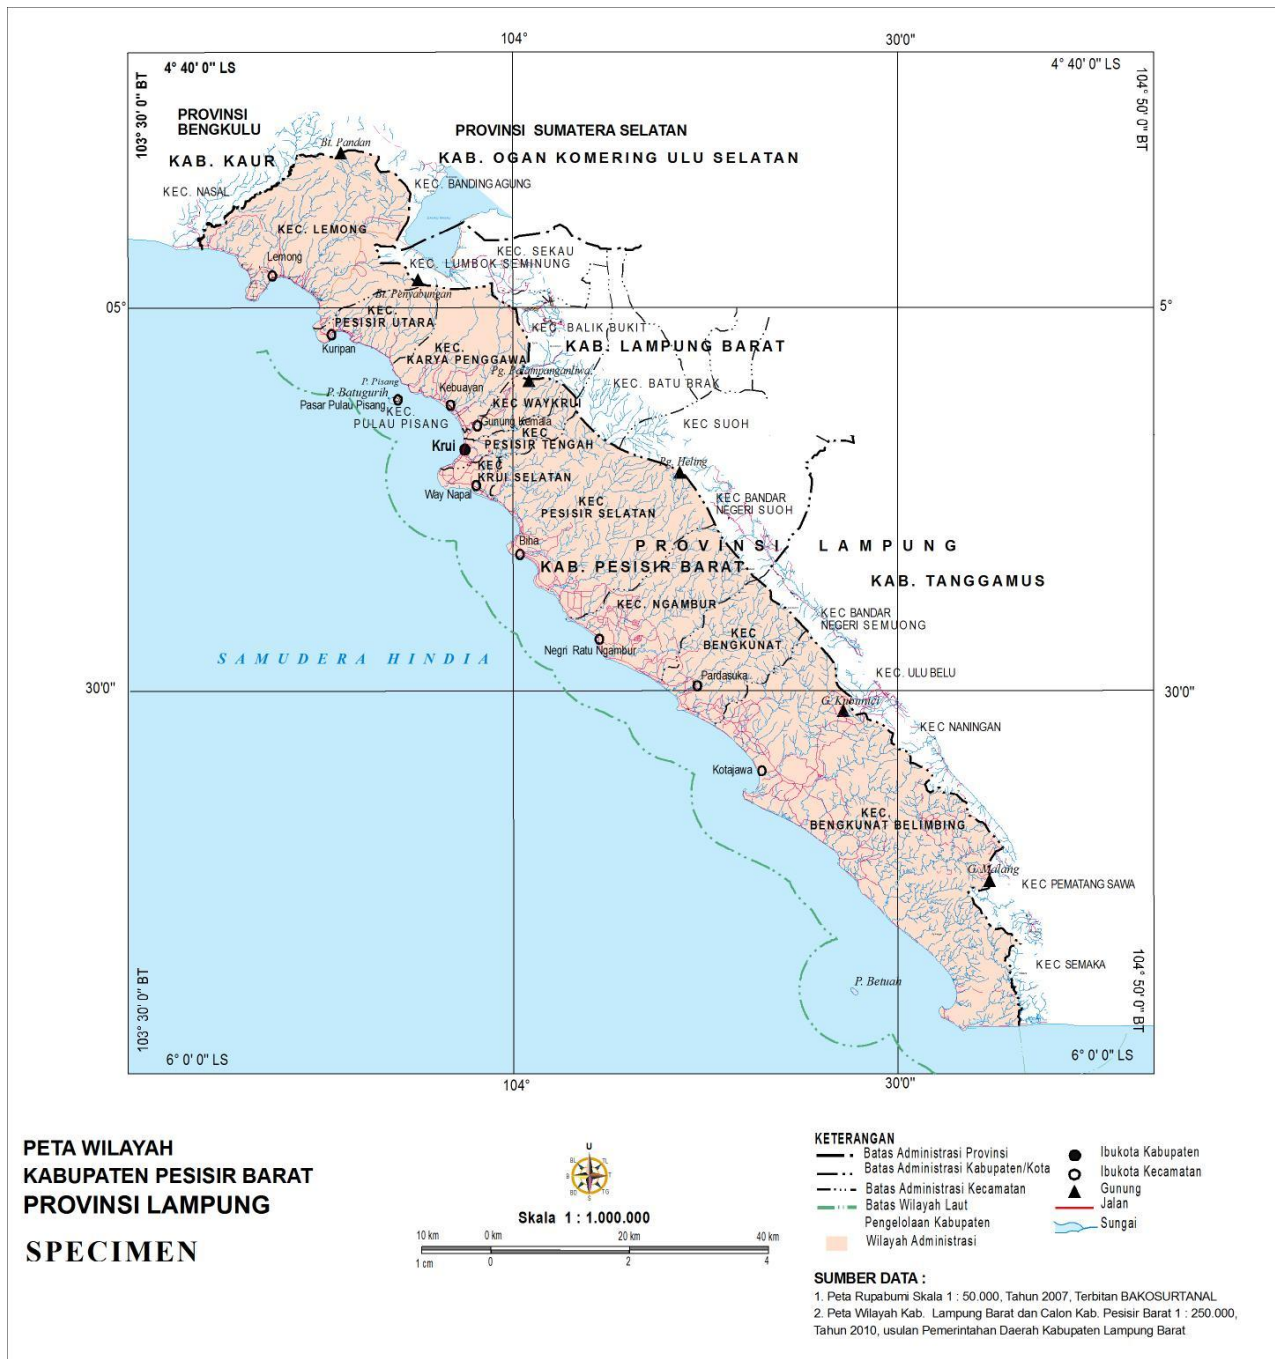 104°
30'0"
4° 40' 0" LS
4° 40' 0" LS
103° 30' 0" BT
104° 50' 0" BT
PROVINSI
BENGKULU
KAB. KAUR
KEC. NASAL
Bt. Pandan
PROVINSI SUMATERA SELATAN
KAB. OGAN KOMERING ULU SELATAN
KEC. BANDING AGUNG
KEC. LEMONG
Lemong
KEC. SEKAU
KEC. LUMBOK SEMINUNG
Bt. Penyabungan
05°
5°
KEC.
PESISIR UTARA
Kuripan
KEC.
KARYA PENGGAWA
KEC. BALIK BUKIT
KAB. LAMPUNG BARAT
Pg. Pelampanganliwa.
KEC. BATU BRAK
P. Pisang
P. Batugurih
Pasar Pulau Pisang
KEC.
PULAU PISANG
Kebuayan
KEC WAYKRUI
Gunung Kemala
KEC SUOH
Krui
KEC
PESISIR TENGAH
KEC
KRUI SELATAN
Way Napal
Pg. Heling
KEC
PESISIR SELATAN
KEC BANDAR
NEGERI SUOH
Biha
PROVINSI LAMPUNG
KAB. PESISIR BARAT
KAB. TANGGAMUS
KEC. NGAMBUR
KEC BANDAR
NEGERI SEMUONG
KEC
BENGKUNAT
Negri Ratu Ngambur
SAMUDERA HINDIA
Pardasuka
KEC. ULU BELU
30'0"
30'0"
KEC NANINGAN
Kotajawa
KEC.
BENGKUNAT BELIMBING
G. Malang
KEC PEMATANG SAWA
KEC SEMAKA
P. Betuah
103° 30' 0" BT
104° 50' 0" BT
6° 0' 0" LS
6° 0' 0" LS
104°
30'0"
PETA WILAYAH
KABUPATEN PESISIR BARAT
PROVINSI LAMPUNG
SPECIMEN
U
TL
T
TG
S
BD
B
BL
Skala 1 : 1.000.000
10 km 0 km 20 km 40 km
1 cm 0 2 4
KETERANGAN
Batas Administrasi Provinsi
Batas Administrasi Kabupaten/Kota
Batas Administrasi Kecamatan
Batas Wilayah Laut
Pengelolaan Kabupaten
Wilayah Administrasi
Ibukota Kabupaten
Ibukota Kecamatan
Gunung
Jalan
Sungai
SUMBER DATA :
1. Peta Rupabumi Skala 1 : 50.000, Tahun 2007, Terbitan BAKOSURTANAL
2. Peta Wilayah Kab. Lampung Barat dan Calon Kab. Pesisir Barat 1 : 250.000,
Tahun 2010, usulan Pemerintahan Daerah Kabupaten Lampung Barat